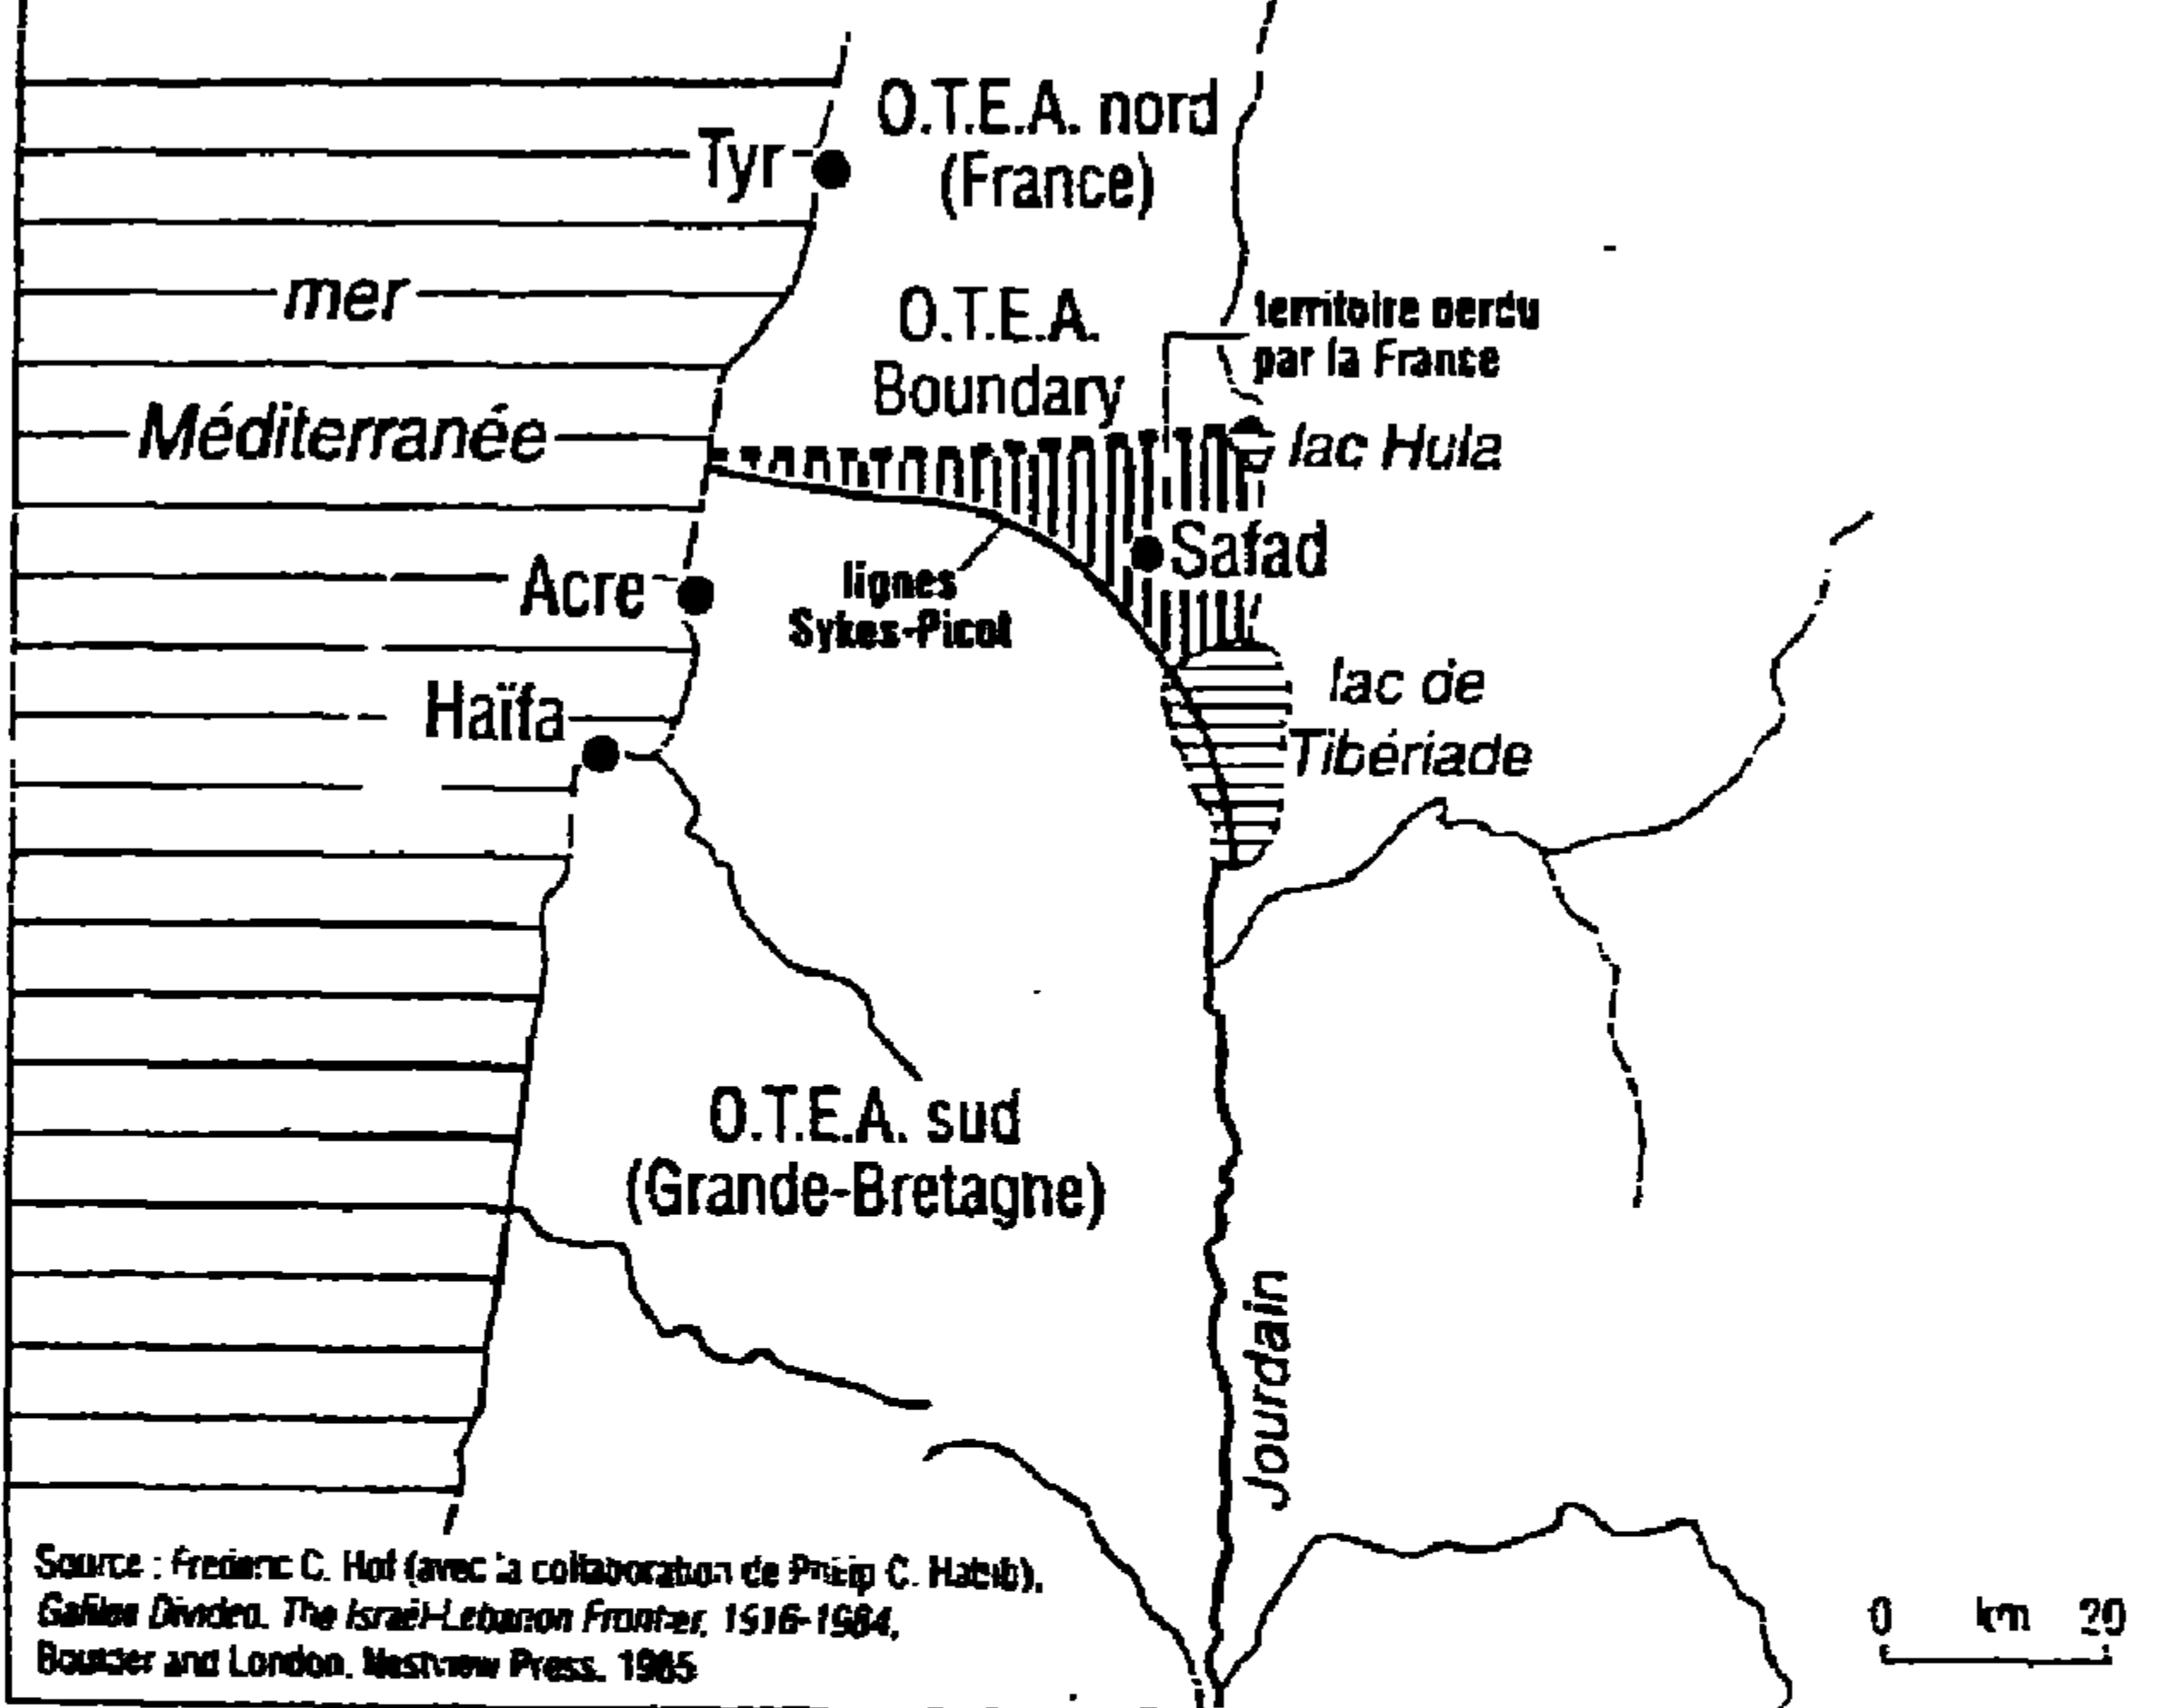 O.T.E.A. nord
(France)
Tyr
mer
Méditerranée
O.T.E.A.
Boundary
territoire perdu
par la France
lac Hula
Safad
lignes
Sykes-Picot
Acre
Haïfa
lac de
Tibériade
O.T.E.A. sud
(Grande-Bretagne)
Jourdain
Source : Frederic C. Hof (avec la collaboration de Philip C. Habib).
Galilee Divided. The Israel-Lebanon Frontier, 1916-1984,
Boulder and London. Westview Press. 1985
0 km 20